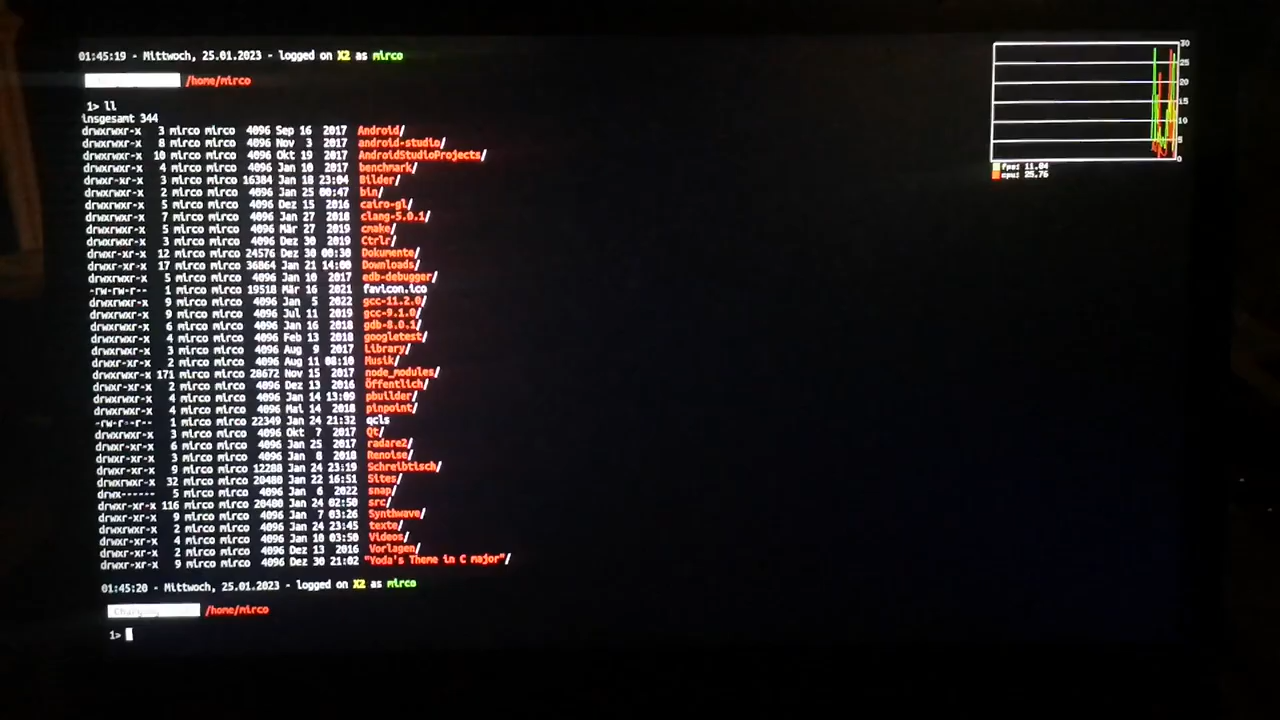 01:45:19 - Mittwoch, 25.01.2023 - logged on X2 as mirco
/home/mirco
1> ll
insgesamt 344
drwxrwxr-x 3 mirco mirco 4096 Sep 16 2017 Android/
drwxrwxr-x 8 mirco mirco 4096 Nov 3 2017 android-studio/
drwxrwxr-x 10 mirco mirco 4096 Okt 19 2017 AndroidStudioProjects/
drwxrwxr-x 4 mirco mirco 4096 Jan 10 2017 benchmark/
drwxrwxr-x 3 mirco mirco 16384 Jan 18 23:04 Bilder/
drwxrwxr-x 2 mirco mirco 4096 Jan 25 00:47 bin/
drwxrwxr-x 5 mirco mirco 4096 Dez 15 2016 cairo-gl/
drwxrwxr-x 7 mirco mirco 4096 Jan 27 2018 clang-5.0.1/
drwxrwxr-x 5 mirco mirco 4096 Mär 27 2019 cmake/
drwxrwxr-x 3 mirco mirco 4096 Dez 30 2019 Ctrlr/
drwxrwxr-x 12 mirco mirco 24576 Dez 30 00:30 Dokumente/
drwxrwxr-x 17 mirco mirco 36864 Jan 21 14:00 Downloads/
drwxrwxr-x 5 mirco mirco 4096 Jan 10 2017 edb-debugger/
-rw-rw-r-- 1 mirco mirco 19518 Mär 16 2021 favicon.ico
drwxrwxr-x 9 mirco mirco 4096 Jan 5 2022 gcc-11.2.0/
drwxrwxr-x 9 mirco mirco 4096 Jul 11 2019 gcc-9.1.0/
drwxrwxr-x 6 mirco mirco 4096 Jan 16 2018 gdb-8.0.1/
drwxrwxr-x 4 mirco mirco 4096 Feb 13 2018 googletest/
drwxrwxr-x 3 mirco mirco 4096 Aug 9 2017 Library/
drwxr-xr-x 2 mirco mirco 4096 Aug 11 08:10 Musik/
drwxrwxr-x 171 mirco mirco 28672 Nov 15 2017 node_modules/
drwxr-xr-x 2 mirco mirco 4096 Dez 13 2016 Öffentlich/
drwxrwxr-x 4 mirco mirco 4096 Jan 14 13:09 pbuilder/
drwxrwxr-x 4 mirco mirco 4096 Mai 14 2018 pinpoint/
-rw-r--r-- 1 mirco mirco 22349 Jan 24 21:32 qcls
drwxrwxr-x 3 mirco mirco 4096 Okt 7 2017 Qt/
drwxrwxr-x 6 mirco mirco 4096 Jan 25 2017 radare2/
drwxrwxr-x 3 mirco mirco 4096 Jan 8 2018 Renoise/
drwxr-xr-x 9 mirco mirco 12288 Jan 24 23:19 Schreibtisch/
drwxrwxr-x 32 mirco mirco 20480 Jan 22 16:51 Sites/
drwx------ 5 mirco mirco 4096 Jan 6 2022 snap/
drwxr-xr-x 116 mirco mirco 20480 Jan 24 02:50 src/
drwxrwxr-x 9 mirco mirco 4096 Jan 7 03:26 Synthwave/
drwxrwxr-x 2 mirco mirco 4096 Jan 24 23:45 texte/
drwxr-xr-x 4 mirco mirco 4096 Jan 10 03:50 Videos/
drwxr-xr-x 2 mirco mirco 4096 Dez 13 2016 Vorlagen/
drwxr-xr-x 9 mirco mirco 4096 Dez 30 21:02 "Yoda's Theme in C major"/
01:45:20 - Mittwoch, 25.01.2023 - logged on X2 as mirco
/home/mirco
1>
30
25
20
15
10
5
0
fps: 11.04
cpu: 25.76